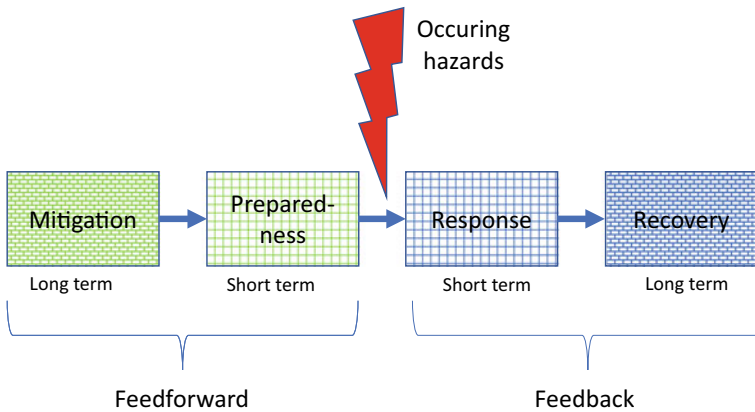 Occuring
hazards
Mitigation
Prepared-
ness
Response
Recovery
Long term
Short term
Short term
Long term
Feedforward
Feedback